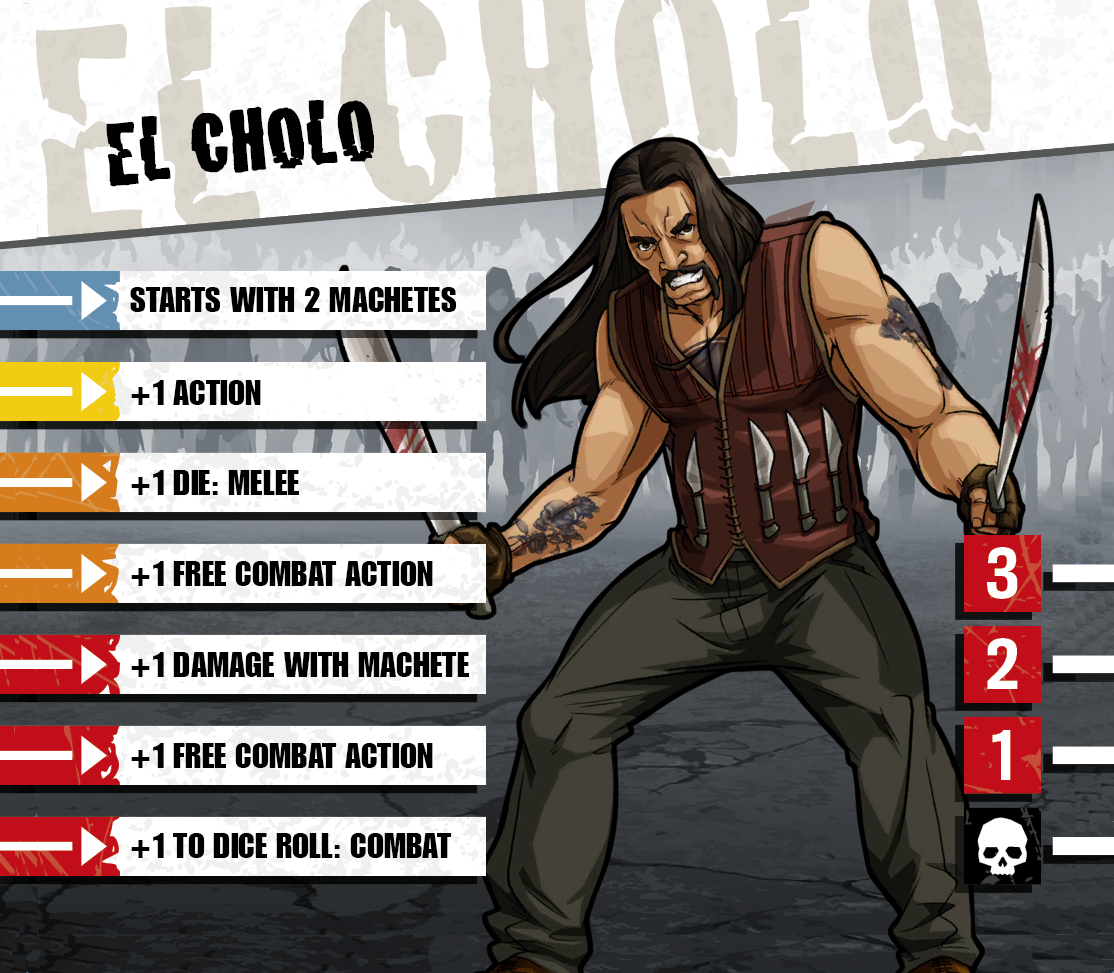 EL CHOLO
EL CHOLO
STARTS WITH 2 MACHETES
+1 ACTION
+1 DIE: MELEE
+1 FREE COMBAT ACTION
+1 DAMAGE WITH MACHETE
+1 FREE COMBAT ACTION
+1 TO DICE ROLL: COMBAT
3
2
1